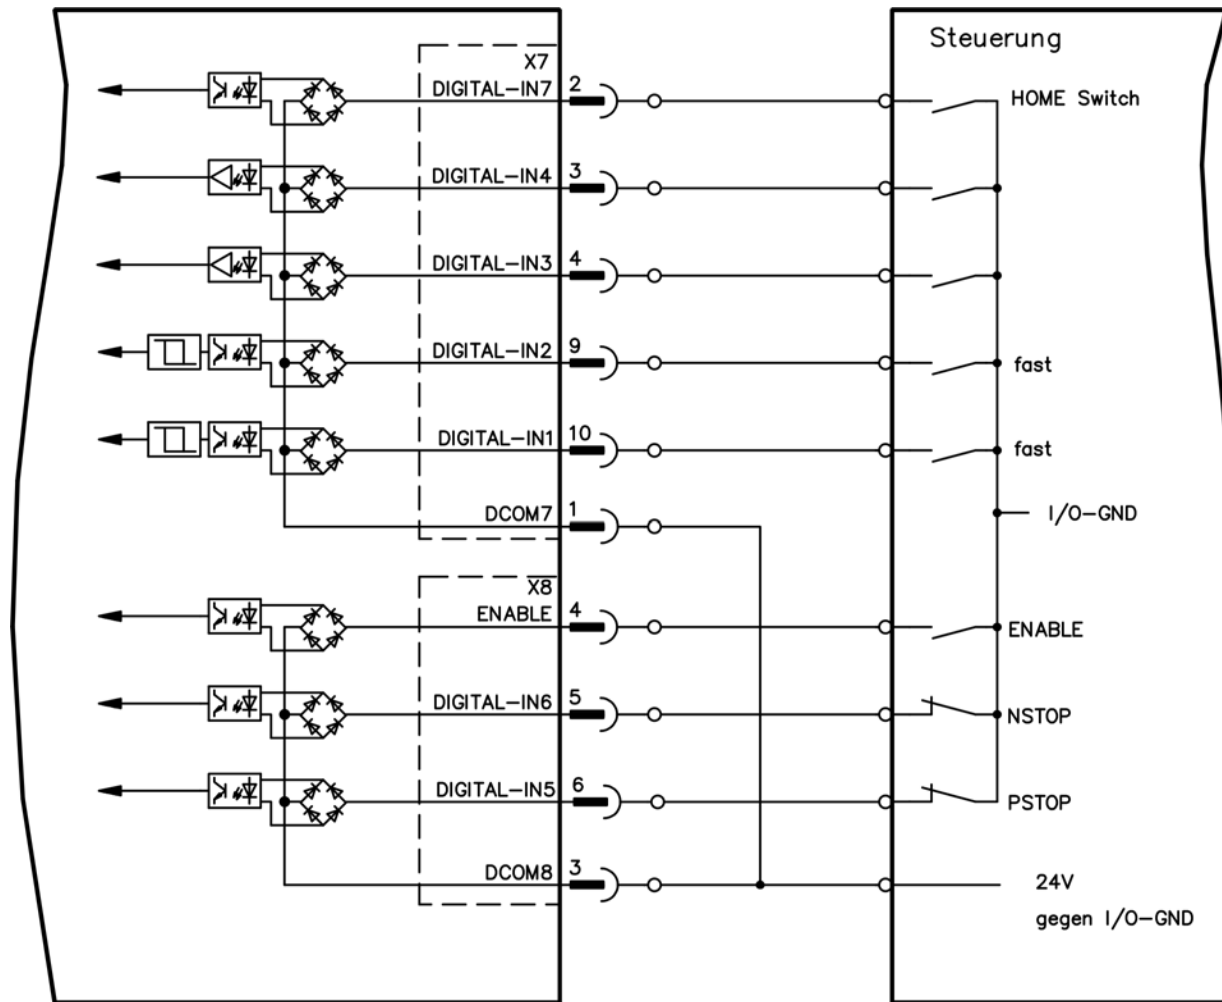 Steuerung
X7
DIGITAL-IN7 2 HOME Switch
DIGITAL-IN4 3
DIGITAL-IN3 4
DIGITAL-IN2 9 fast
DIGITAL-IN1 10 fast
DCOM7 1 I/O-GND
X8
ENABLE 4 ENABLE
DIGITAL-IN6 5 NSTOP
DIGITAL-IN5 6 PSTOP
DCOM8 3 24V
gegen I/O-GND